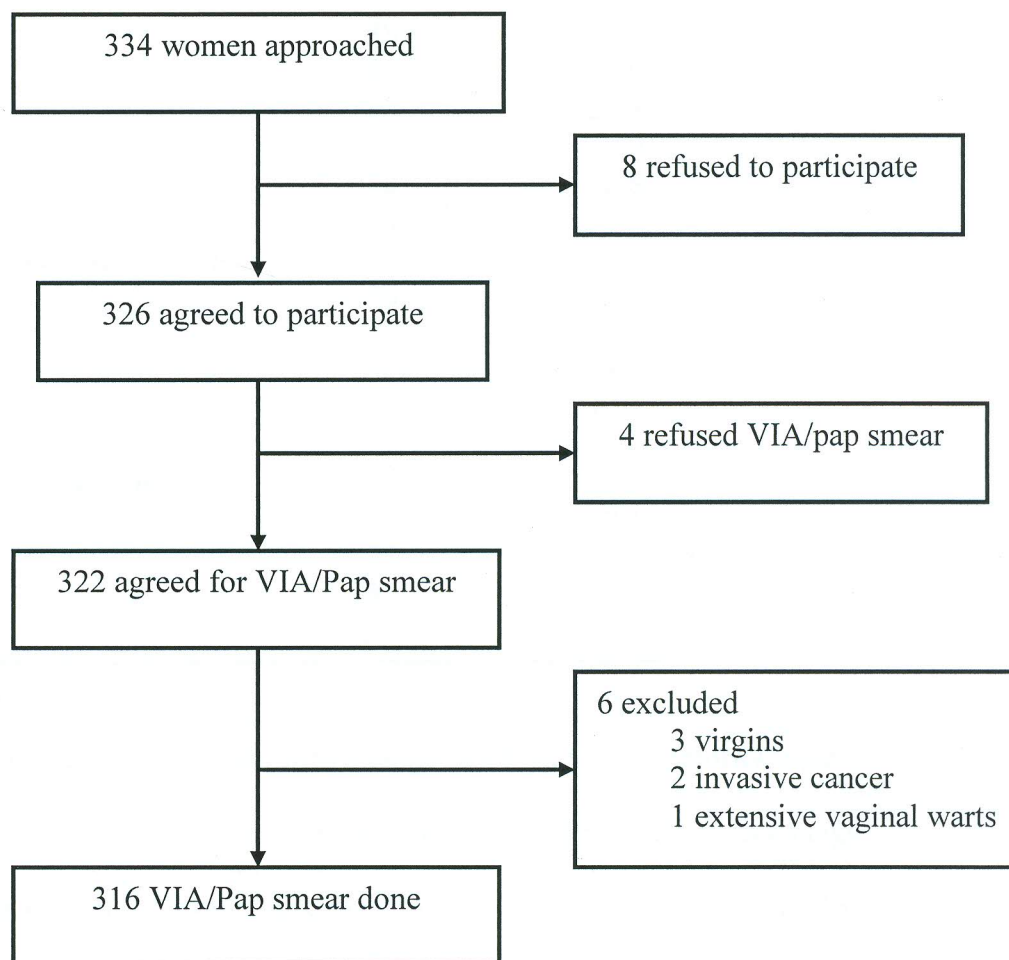 334 women approached
8 refused to participate
326 agreed to participate
4 refused VIA/pap smear
322 agreed for VIA/Pap smear
6 excluded
3 virgins
2 invasive cancer
1 extensive vaginal warts
316 VIA/Pap smear done